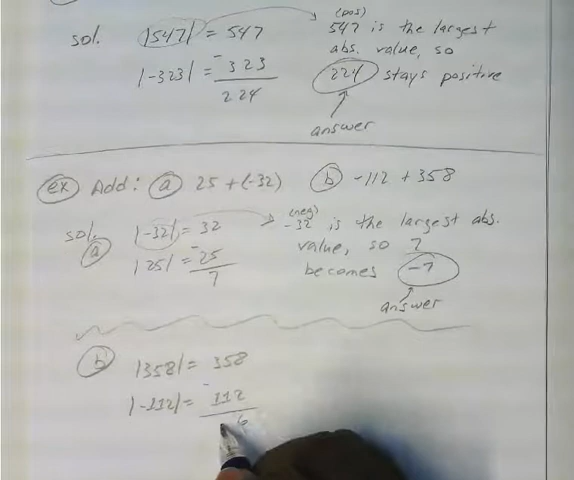 sol. |547| = 547
(pos)
547 is the largest
abs. value, so
|-323| = - 323
224
224 stays positive
answer
ex Add: a 25 + (-32) b -112 + 358
sol. a |-32| = 32
|25| = - 25
7
(neg)
-32 is the largest abs.
value, so 7
becomes -7
answer
b |358| = 358
|-112| = - 112
6